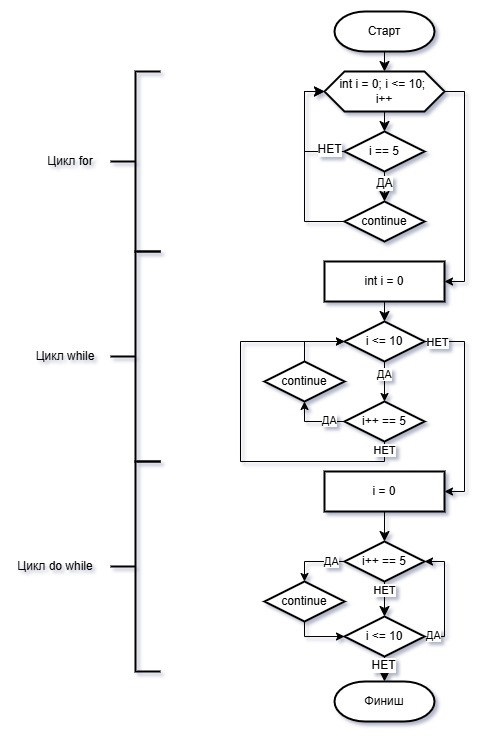 Старт
int i = 0; i <= 10;
i++
Цикл for
НЕТ
i == 5
ДА
continue
int i = 0
Цикл while
i <= 10
НЕТ
ДА
continue
ДА
i++ == 5
НЕТ
i = 0
Цикл do while
ДА
i++ == 5
НЕТ
continue
i <= 10
ДА
НЕТ
Финиш